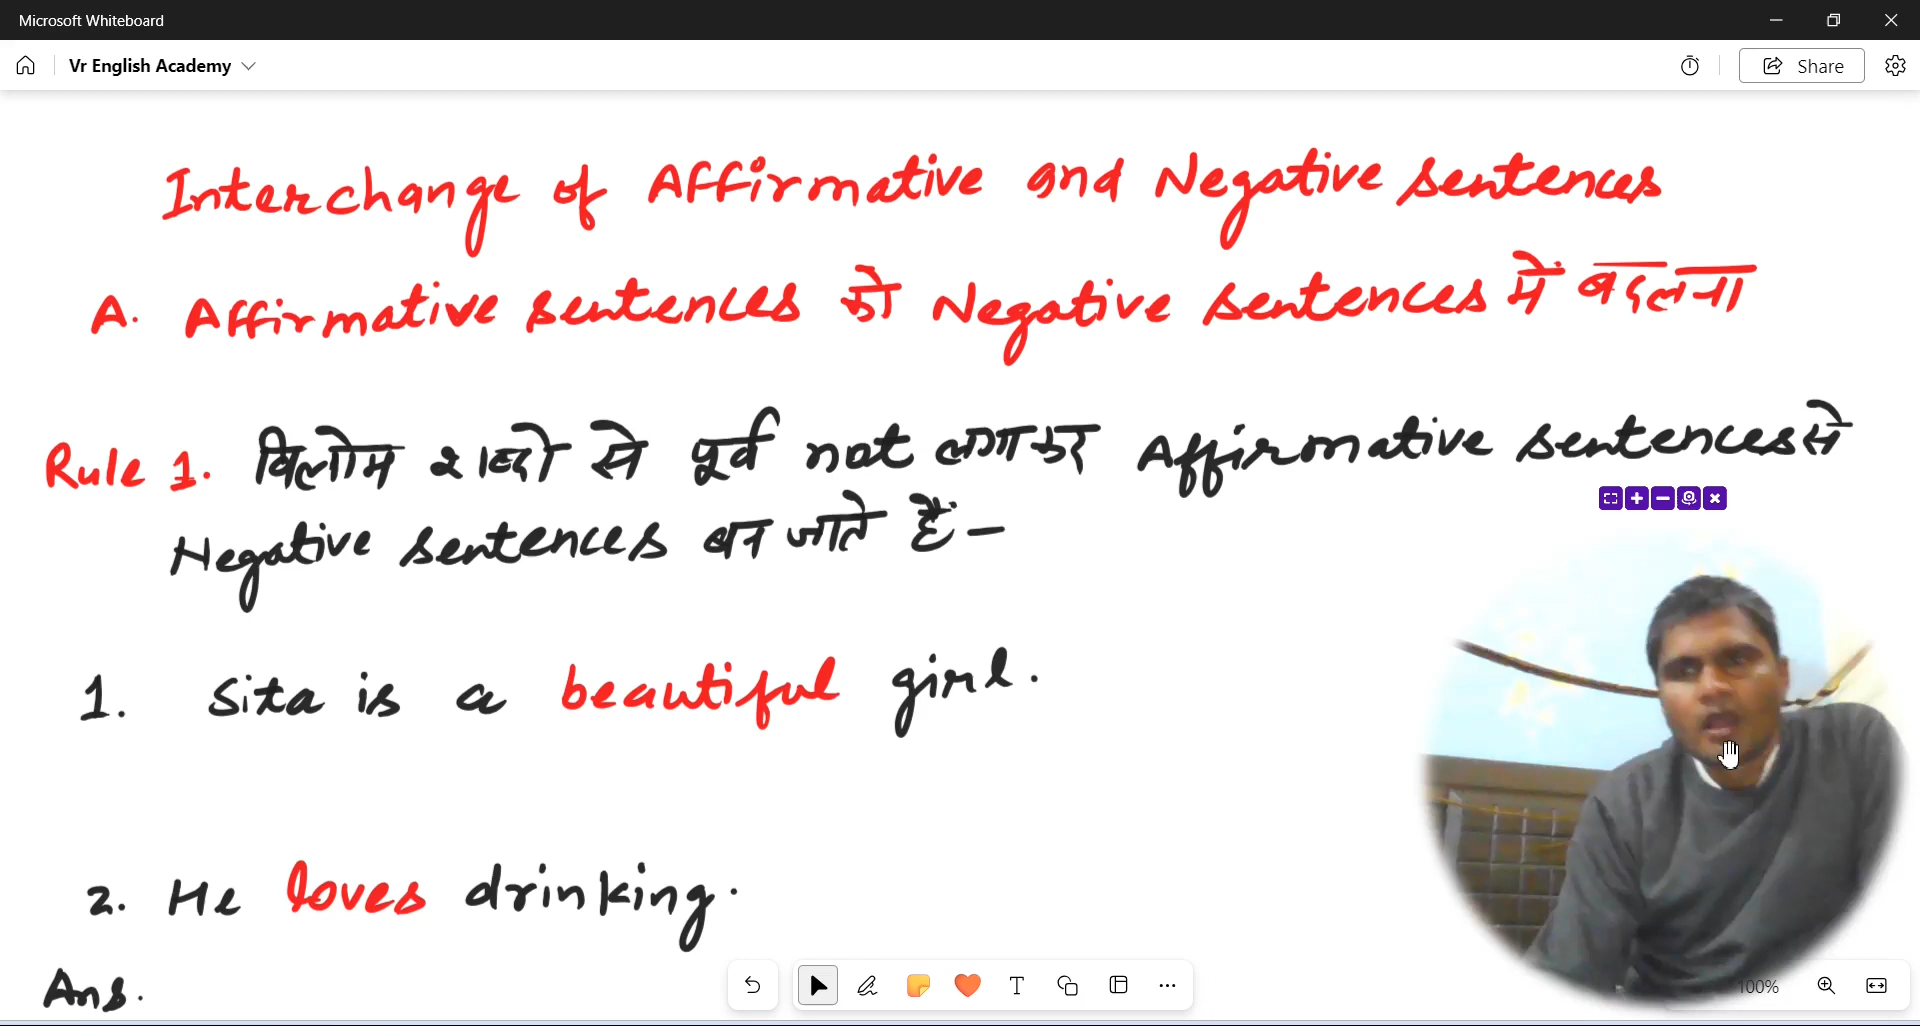 Microsoft Whiteboard
Vr English Academy
Share
Interchange of Affirmative and Negative sentences
A. Affirmative sentences को Negative sentences में बदलना
Rule 1. विलोम शब्दो से पूर्व not लगाकर Affirmative sentences से
Negative sentences बन जाते हैं-
1. Sita is a beautiful girl.
2. He loves drinking.
Ans.
100%